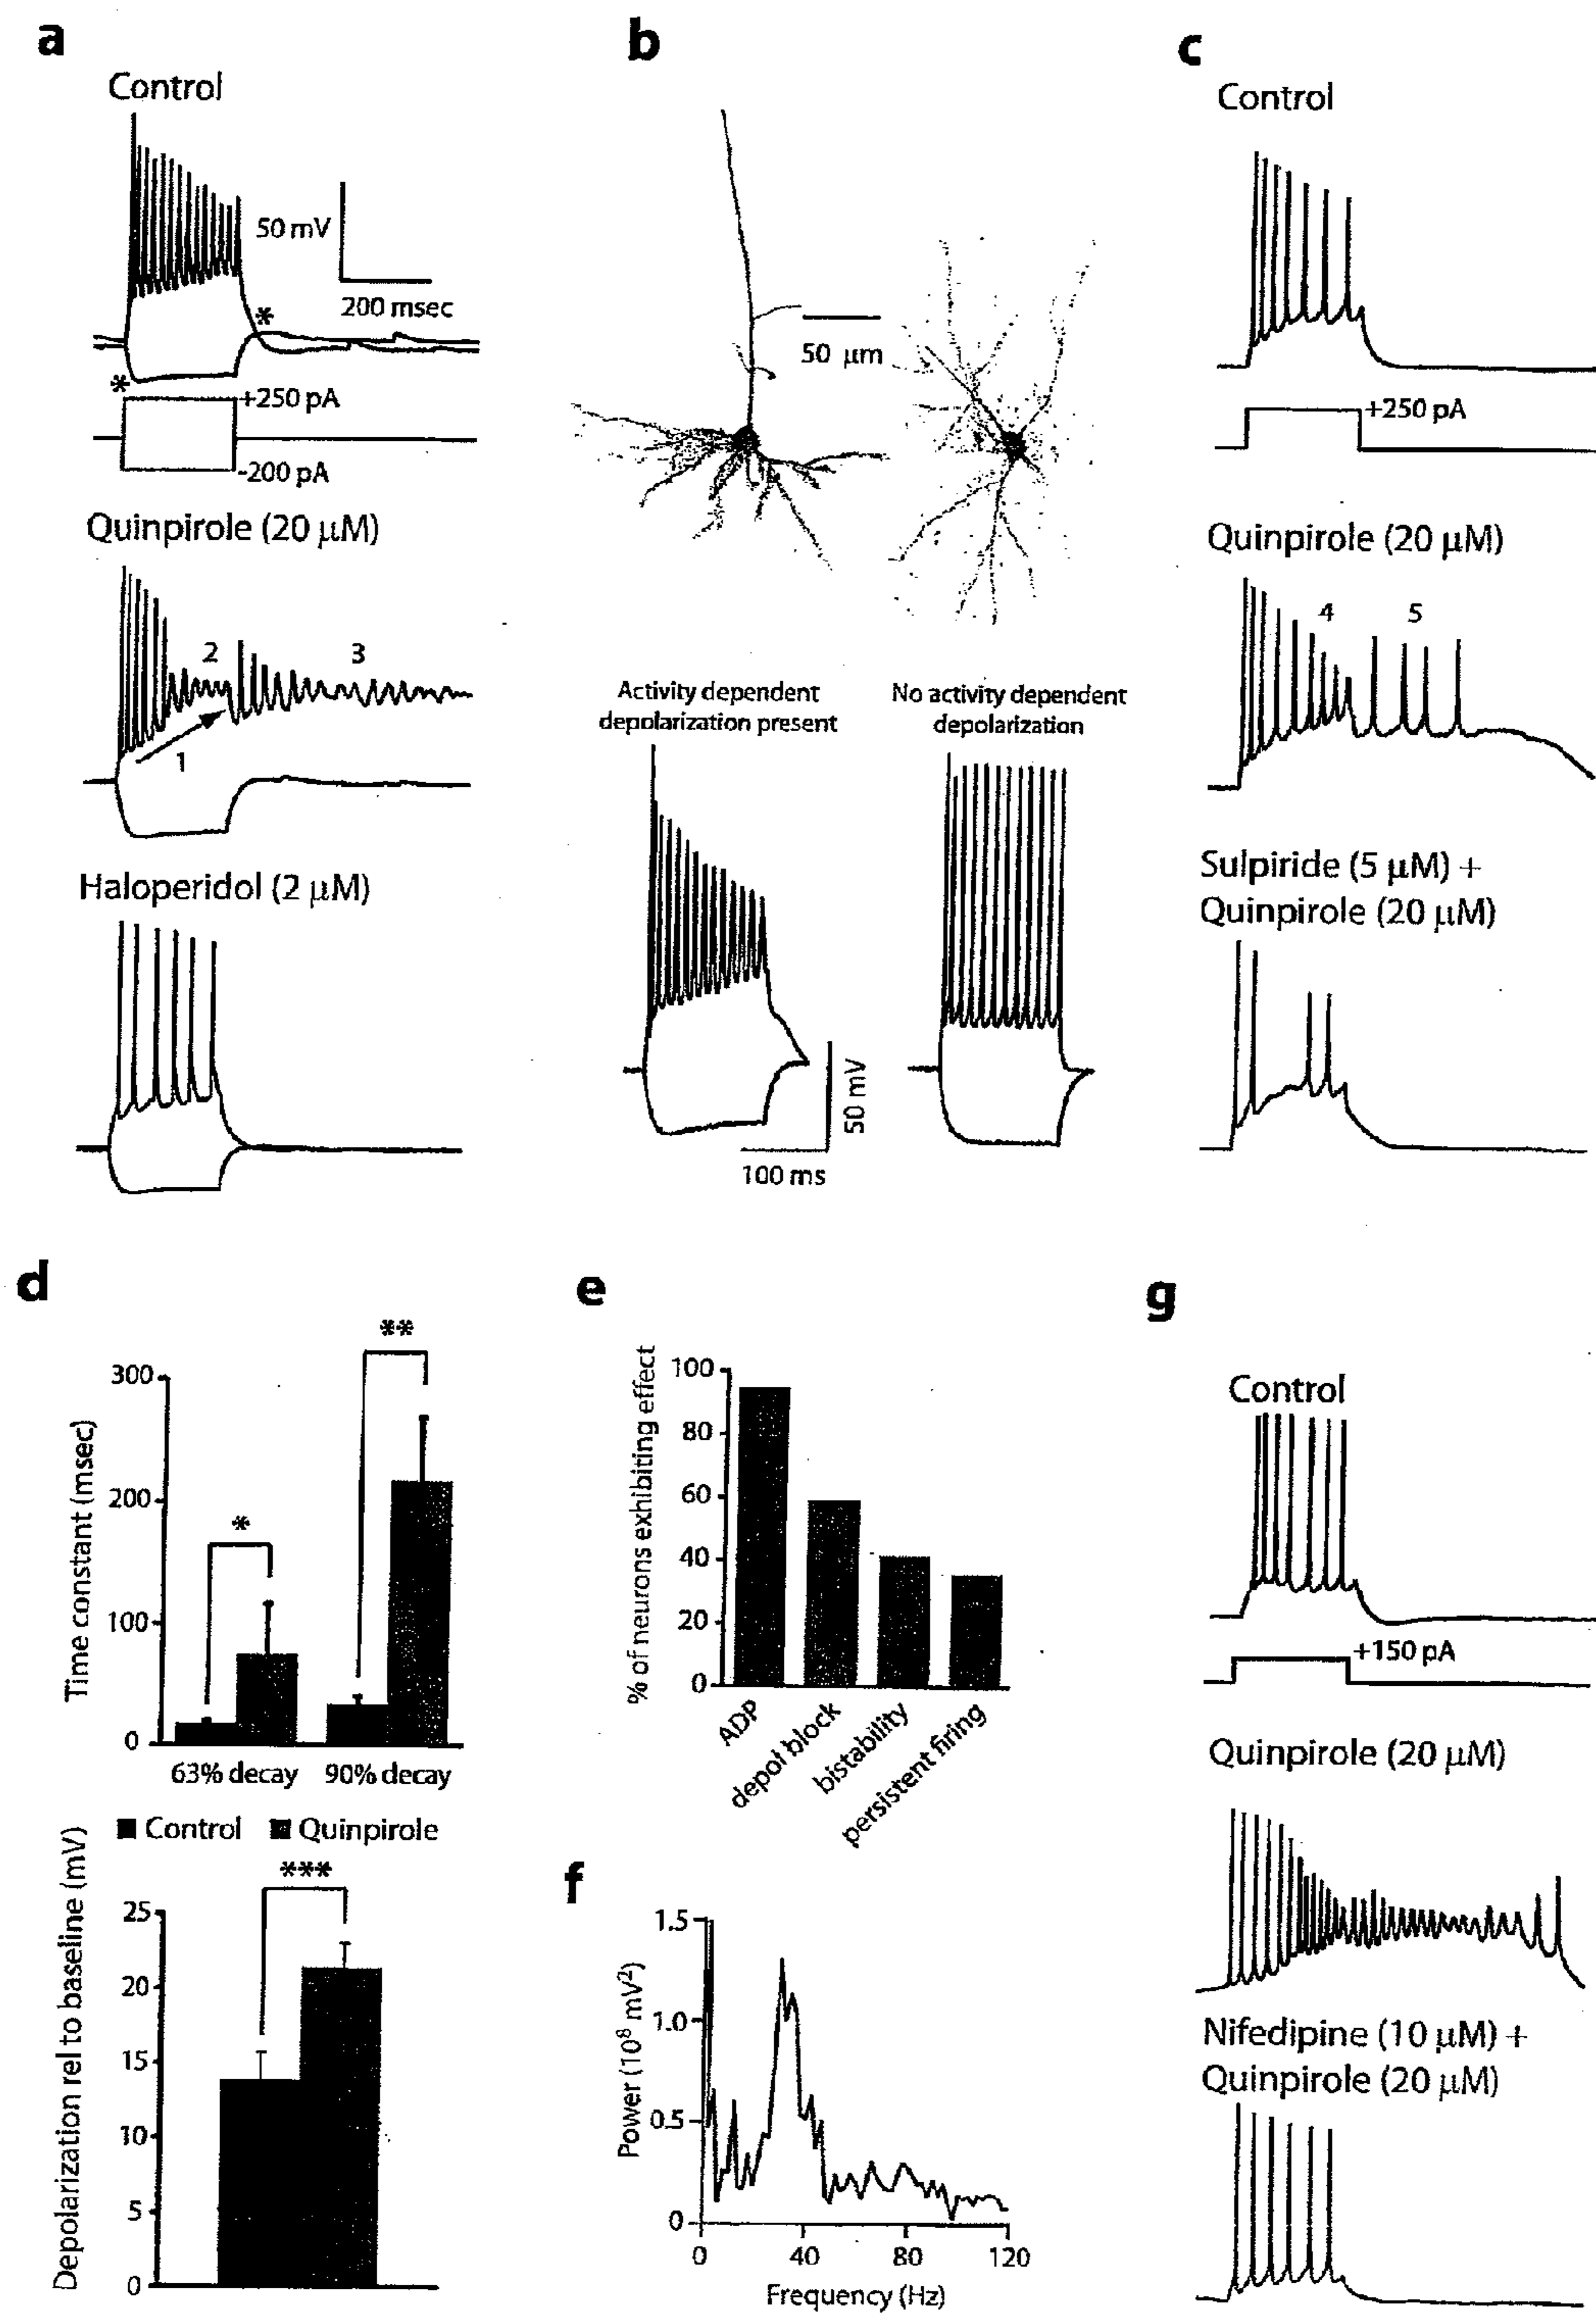 a
Control
50 mV
200 msec
*
*
+250 pA
-200 pA
Quinpirole (20 μM)
2
3
1
Haloperidol (2 μM)
b
50 μm
Activity dependent
depolarization present
No activity dependent
depolarization
50 mV
100 ms
c
Control
+250 pA
Quinpirole (20 μM)
4
5
Sulpiride (5 μM) +
Quinpirole (20 μM)
d
Time constant (msec)
300
200
100
0
*
**
63% decay
90% decay
Control
Quinpirole
Depolarization rel to baseline (mV)
***
25
20
15
10
5
0
e
% of neurons exhibiting effect
100
80
60
40
20
0
ADP
depol block
bistability
persistent firing
f
Power (10⁸ mV²)
1.5
1.0
0.5
0
0
40
80
120
Frequency (Hz)
g
Control
+150 pA
Quinpirole (20 μM)
Nifedipine (10 μM) +
Quinpirole (20 μM)